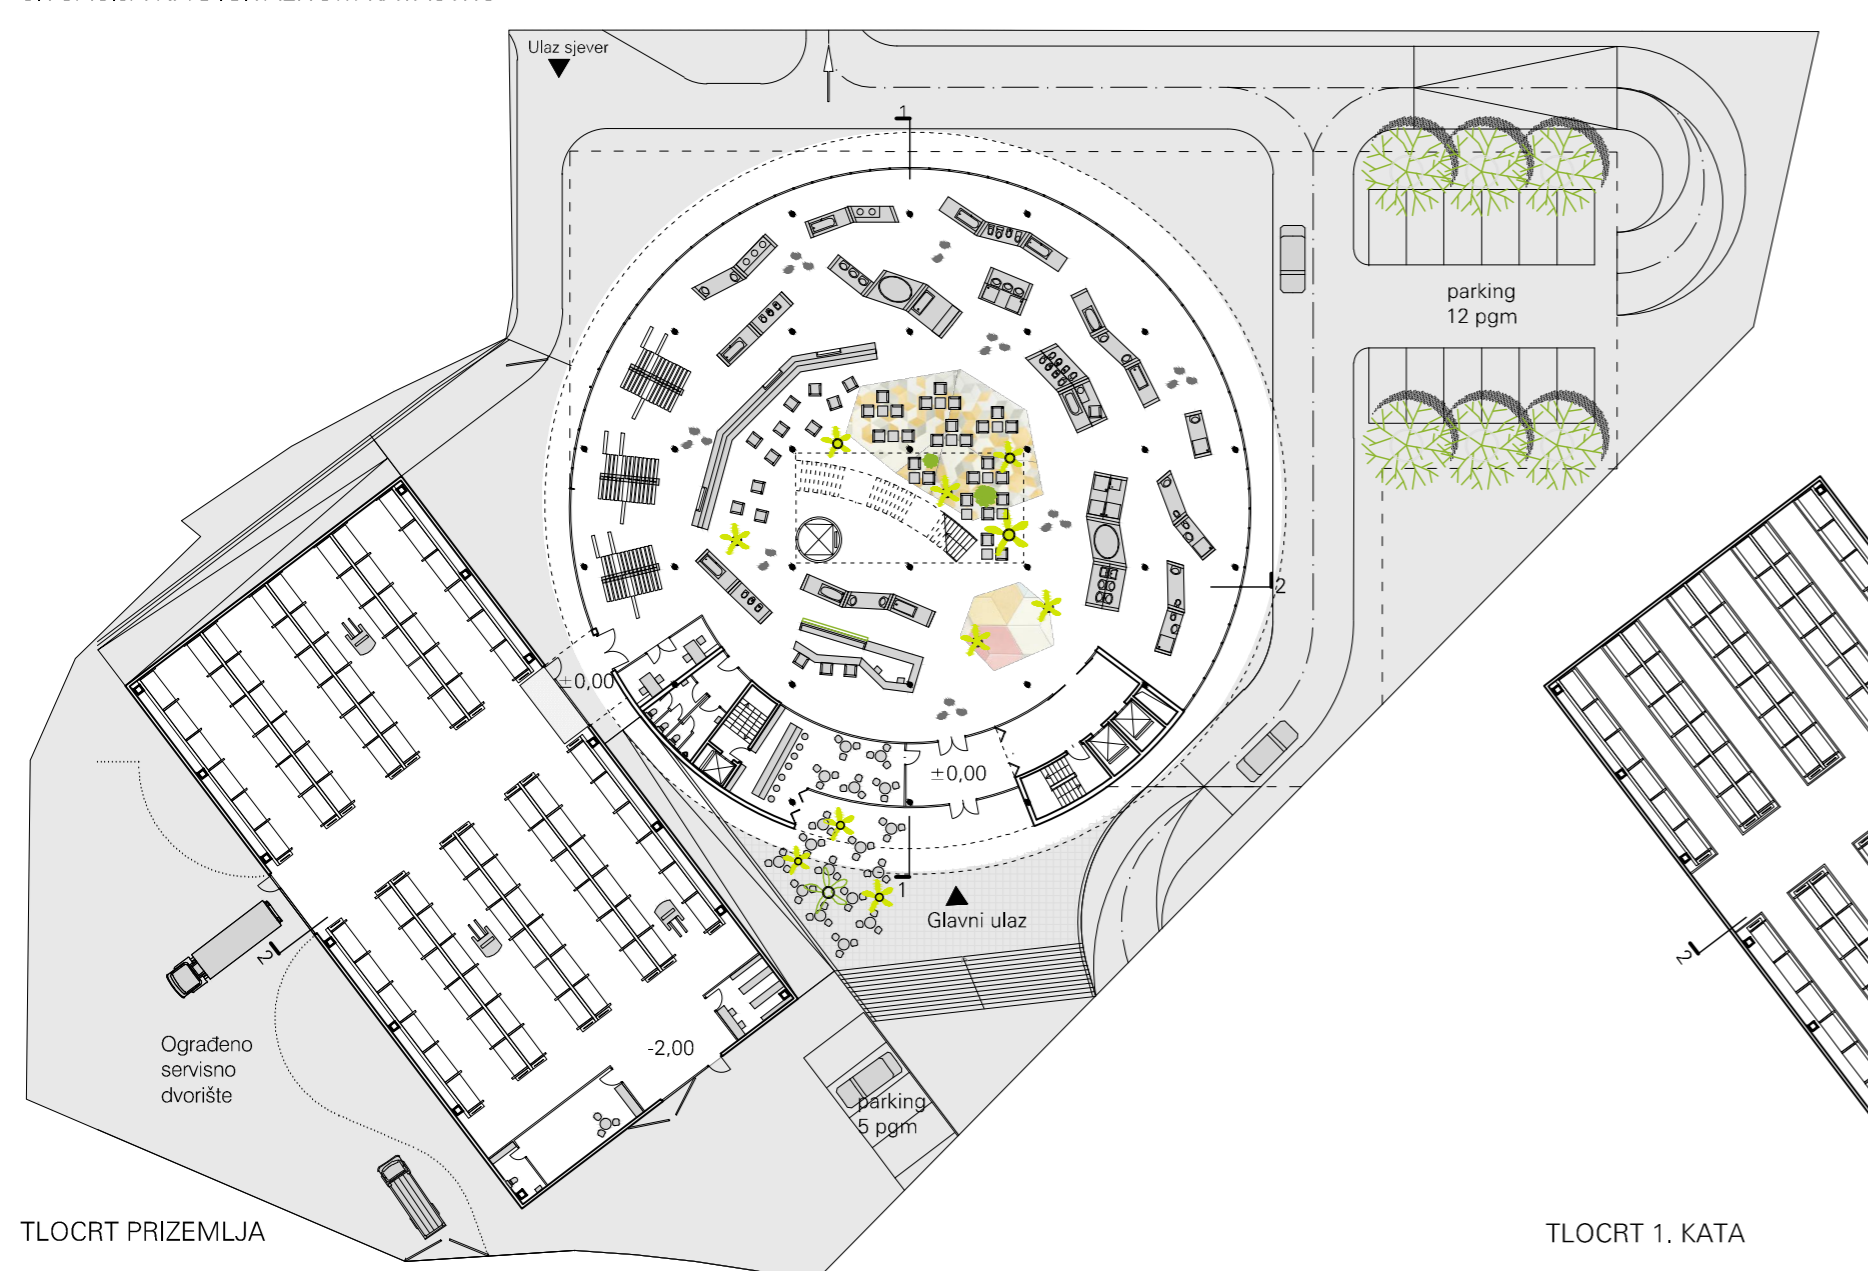 Ulaz sjever
1
parking
12 pgm
2
±0,00
±0,00
1
Glavni ulaz
2
2
-2,00
Ograđeno
servisno
dvorište
parking
5 pgm
TLOCRT PRIZEMLJA
TLOCRT 1. KATA